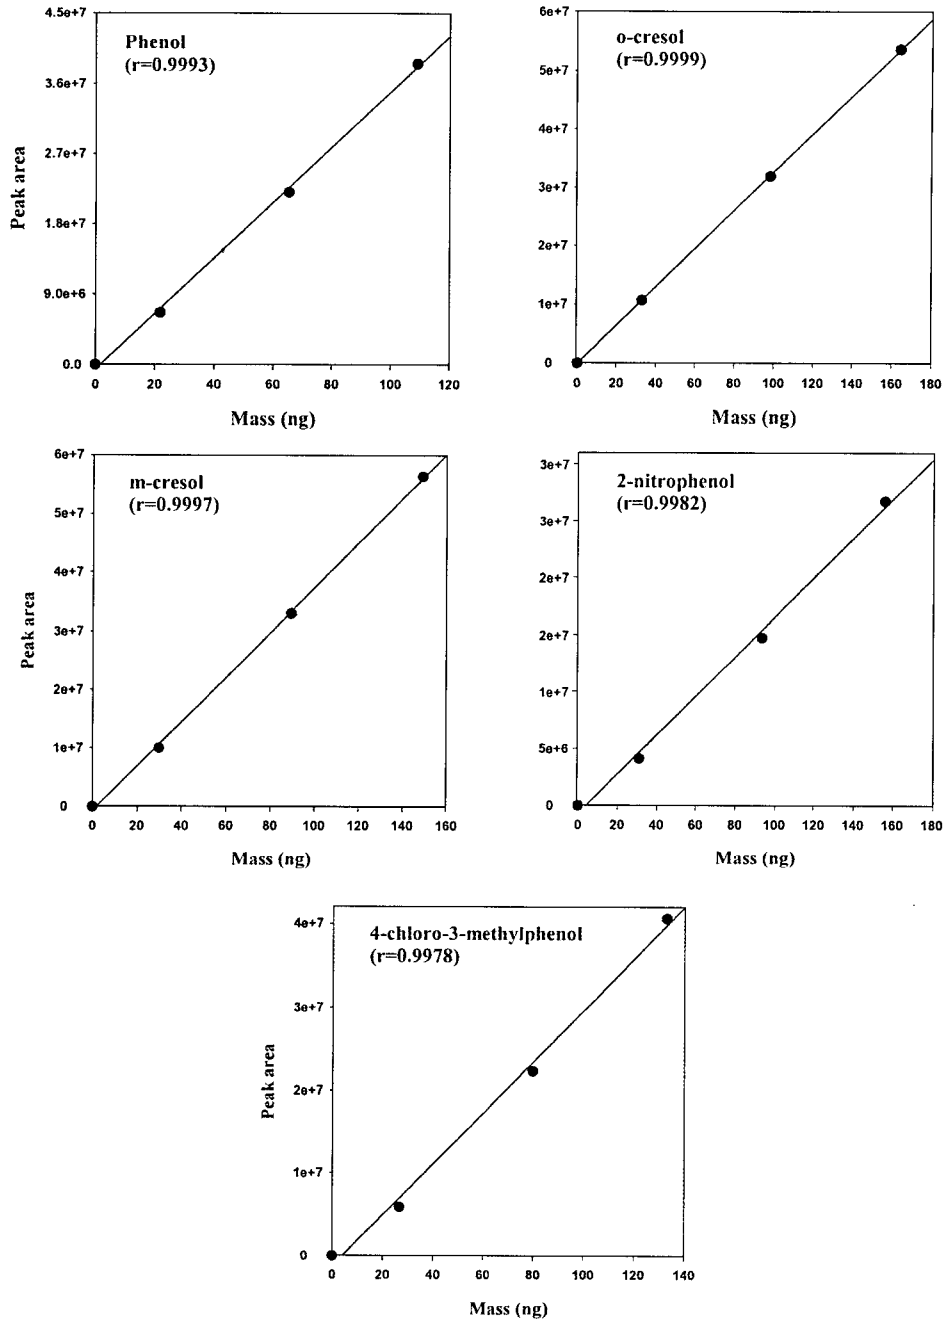 Phenol
(r=0.9993)
Peak area
4.5e+7
3.6e+7
2.7e+7
1.8e+7
9.0e+6
0.0
0 20 40 60 80 100 120
Mass (ng)
o-cresol
(r=0.9999)
6e+7
5e+7
4e+7
3e+7
2e+7
1e+7
0
0 20 40 60 80 100 120 140 160 180
Mass (ng)
m-cresol
(r=0.9997)
Peak area
6e+7
5e+7
4e+7
3e+7
2e+7
1e+7
0
0 20 40 60 80 100 120 140 160
Mass (ng)
2-nitrophenol
(r=0.9982)
3e+7
3e+7
2e+7
2e+7
1e+7
5e+6
0
0 20 40 60 80 100 120 140 160 180
Mass (ng)
4-chloro-3-methylphenol
(r=0.9978)
Peak area
4e+7
3e+7
2e+7
1e+7
0
0 20 40 60 80 100 120 140
Mass (ng)